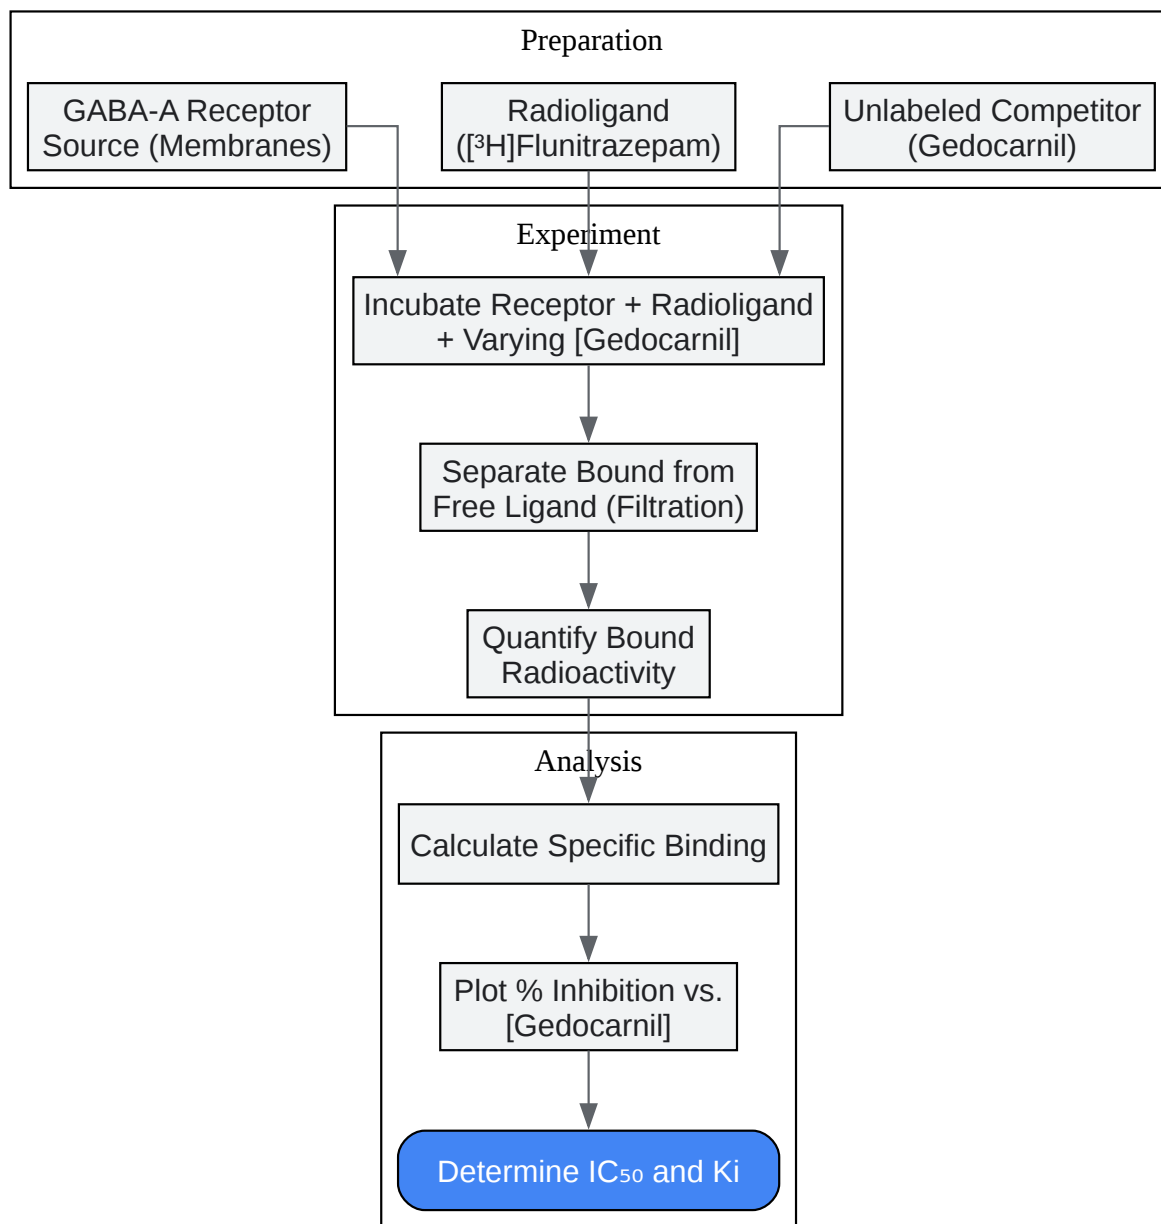 Preparation
GABA-A Receptor
Source (Membranes)
Radioligand
([³H]Flunitrazepam)
Unlabeled Competitor
(Gedocarnil)
Experiment
Incubate Receptor + Radioligand
+ Varying [Gedocarnil]
Separate Bound from
Free Ligand (Filtration)
Quantify Bound
Radioactivity
Analysis
Calculate Specific Binding
Plot % Inhibition vs.
[Gedocarnil]
Determine IC₅₀ and Ki